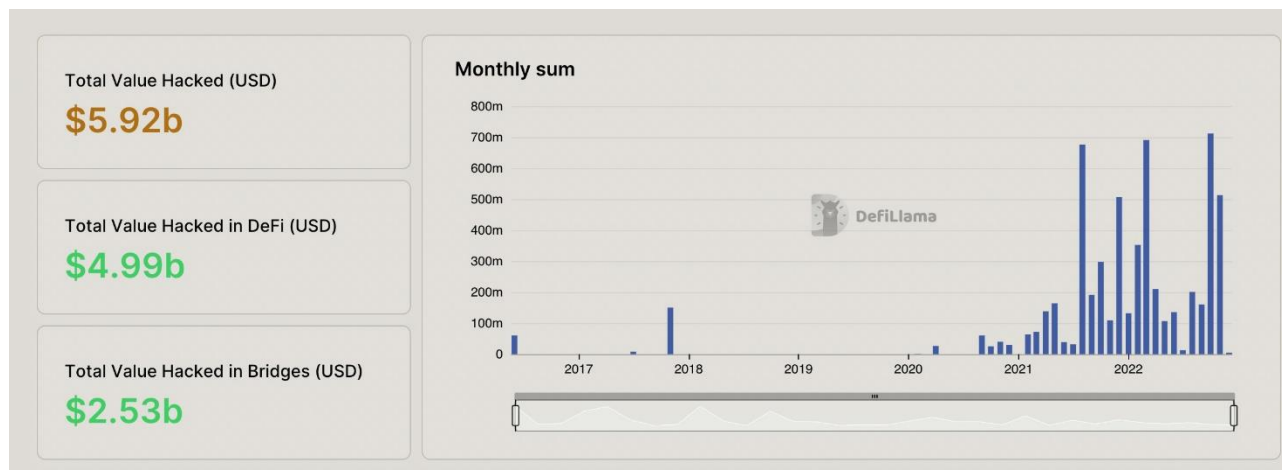 Total Value Hacked (USD)
$5.92b
Total Value Hacked in DeFi (USD)
$4.99b
Total Value Hacked in Bridges (USD)
$2.53b
Monthly sum
800m
700m
600m
500m
400m
300m
200m
100m
0
DefiLlama
2017 2018 2019 2020 2021 2022